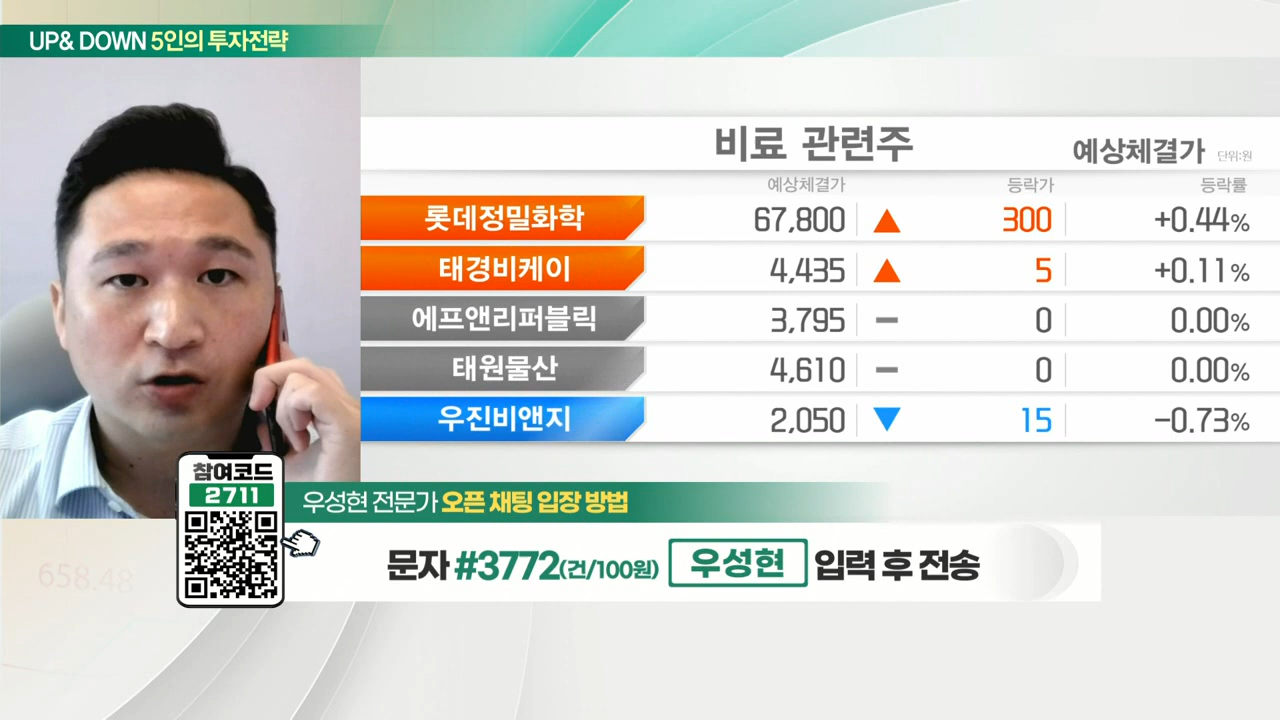 UP& DOWN 5인의 투자전략
비료 관련주
예상체결가 단위:원
예상체결가 등락가 등락률
롯데정밀화학 67,800 ▲ 300 +0.44%
태경비케이 4,435 ▲ 5 +0.11%
에프앤리퍼블릭 3,795 - 0 0.00%
태원물산 4,610 - 0 0.00%
우진비앤지 2,050 ▼ 15 -0.73%
참여코드
2711
우성현 전문가 오픈 채팅 입장 방법
문자 #3772(건/100원) 우성현 입력 후 전송
658.48